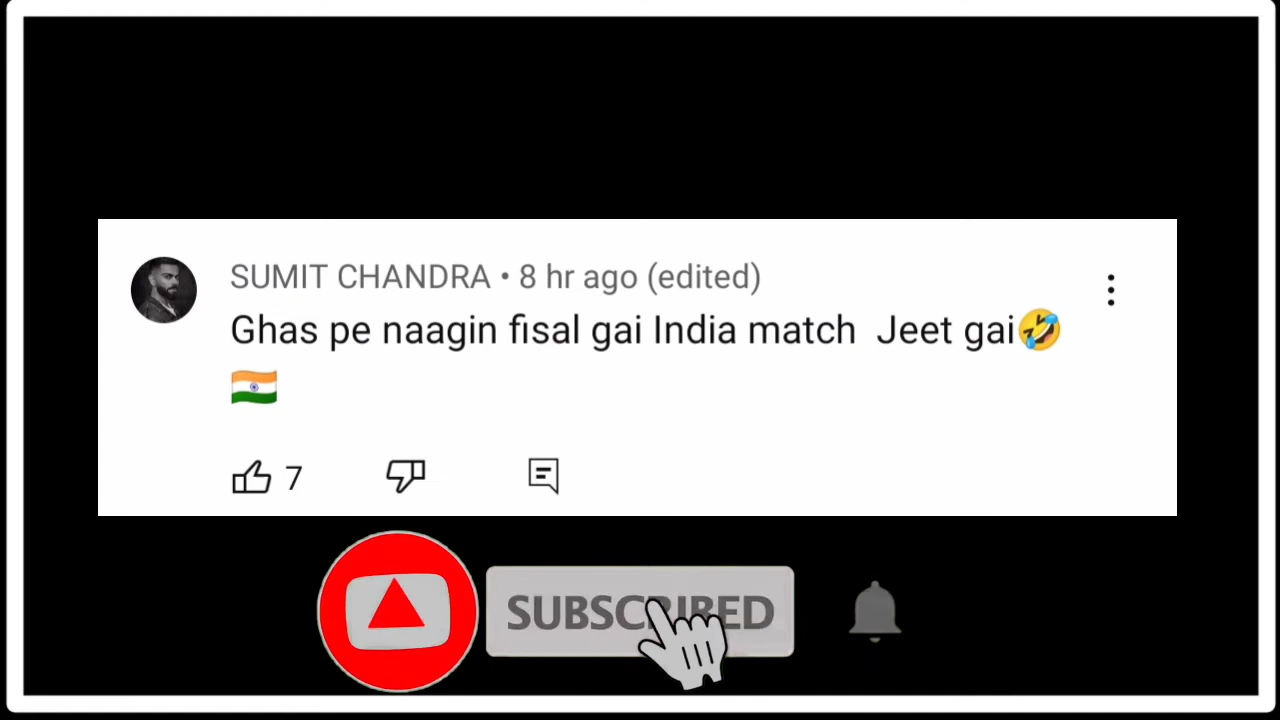 SUMIT CHANDRA • 8 hr ago (edited)
Ghas pe naagin fisal gai India match Jeet gai🤣
🇮🇳
7
SUBSCRIBED